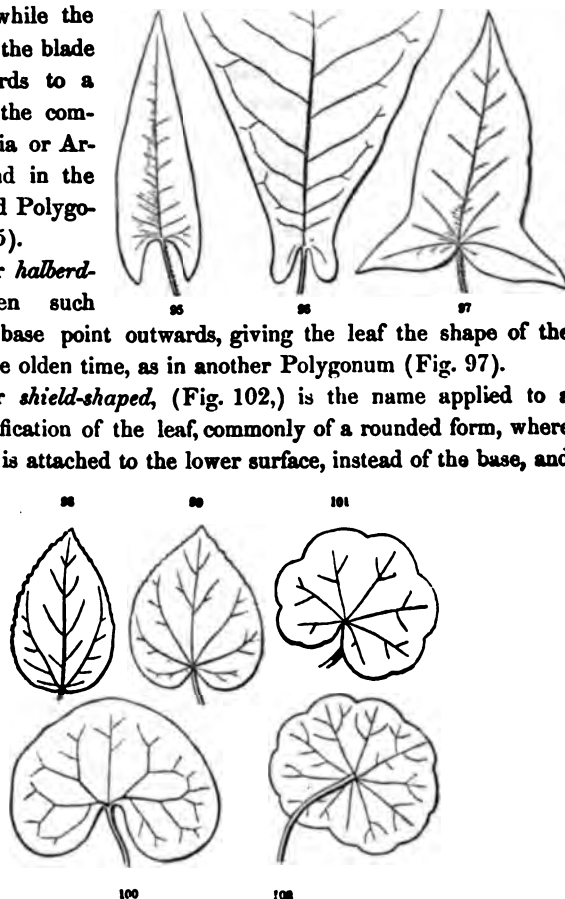 while the
the blade
rds to a
the com-
ia or Ar-
nd in the
d Polygo-
5).
r halberd-
en such
95 96 97
base point outwards, giving the leaf the shape of the
e olden time, as in another Polygonum (Fig. 97).
r shield-shaped, (Fig. 102,) is the name applied to a
fication of the leaf, commonly of a rounded form, where
is attached to the lower surface, instead of the base, and
98 99 101
100 102